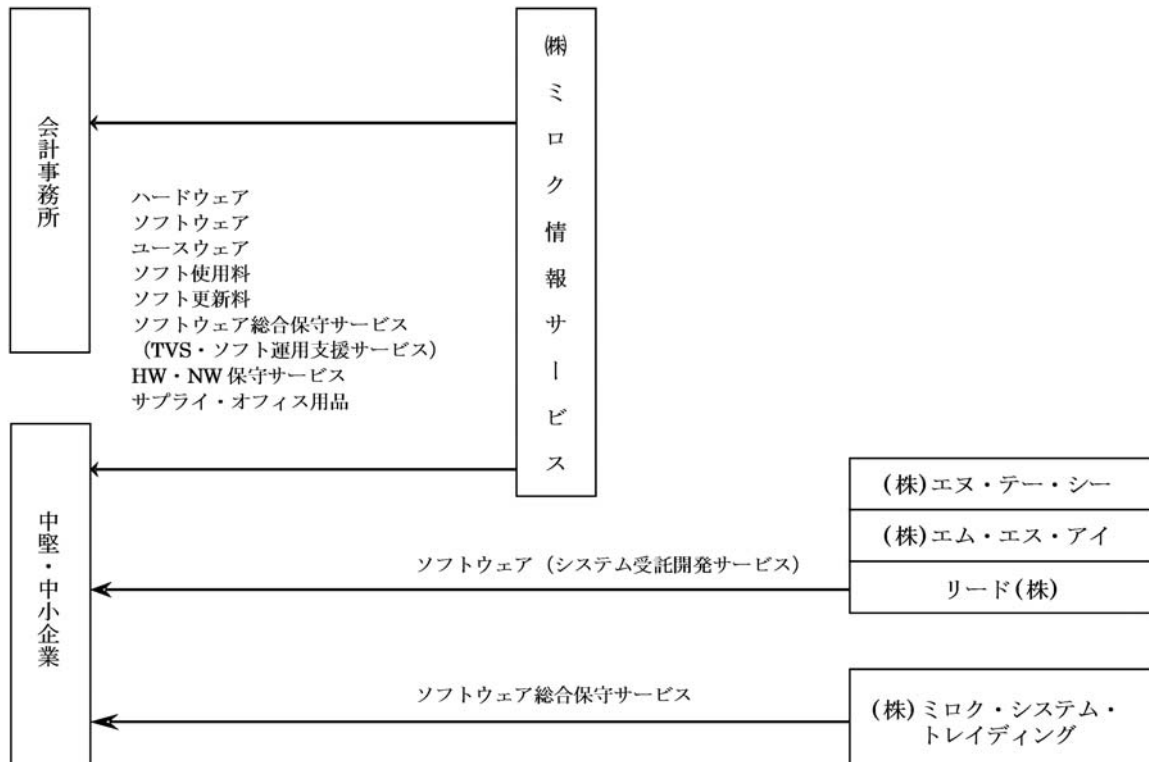 会計事務所
㈱ミロク情報サービス
ハードウェア
ソフトウェア
ユースウェア
ソフト使用料
ソフト更新料
ソフトウェア総合保守サービス
（TVS・ソフト運用支援サービス）
HW・NW 保守サービス
サプライ・オフィス用品
中堅・中小企業
(株)エヌ・テー・シー
(株)エム・エス・アイ
ソフトウェア（システム受託開発サービス）
リード(株)
ソフトウェア総合保守サービス
(株)ミロク・システム・
トレイディング